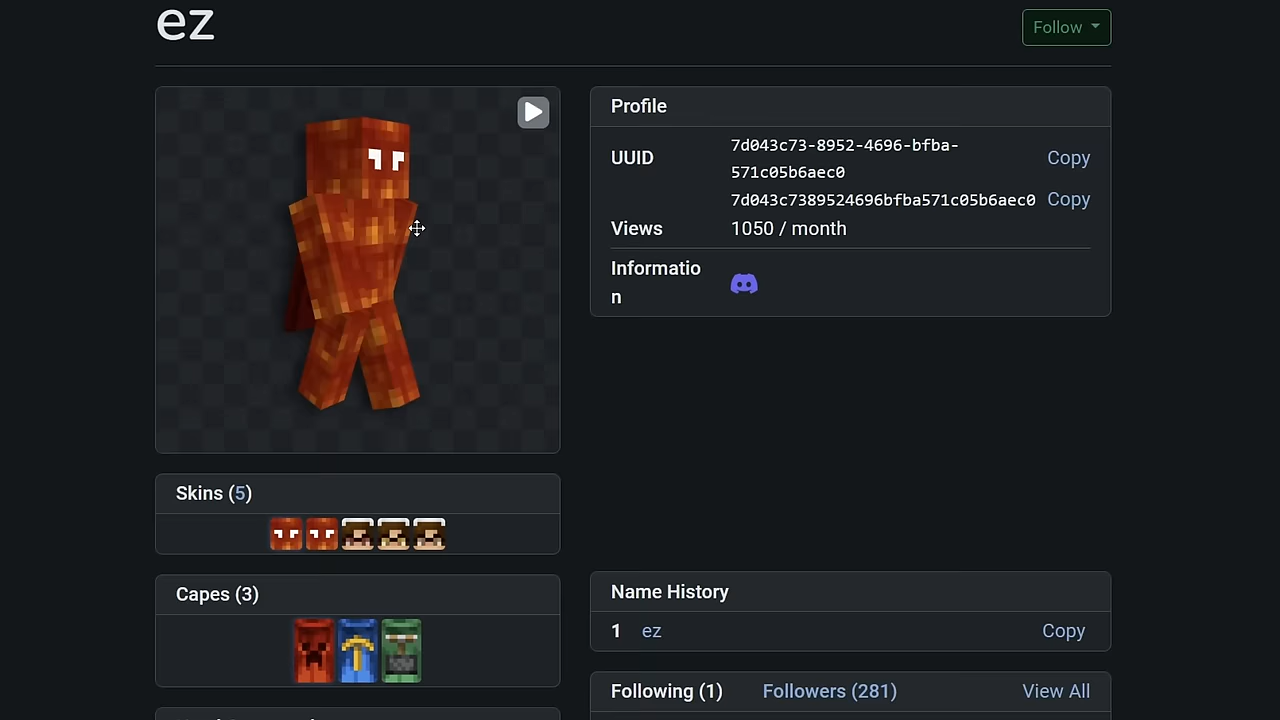 ez
Follow
Profile
UUID
7d043c73-8952-4696-bfba-
571c05b6aec0
Copy
7d043c7389524696bfba571c05b6aec0 Copy
Views 1050 / month
Informatio
n
Skins (5)
Capes (3)
Name History
1 ez Copy
Following (1) Followers (281) View All